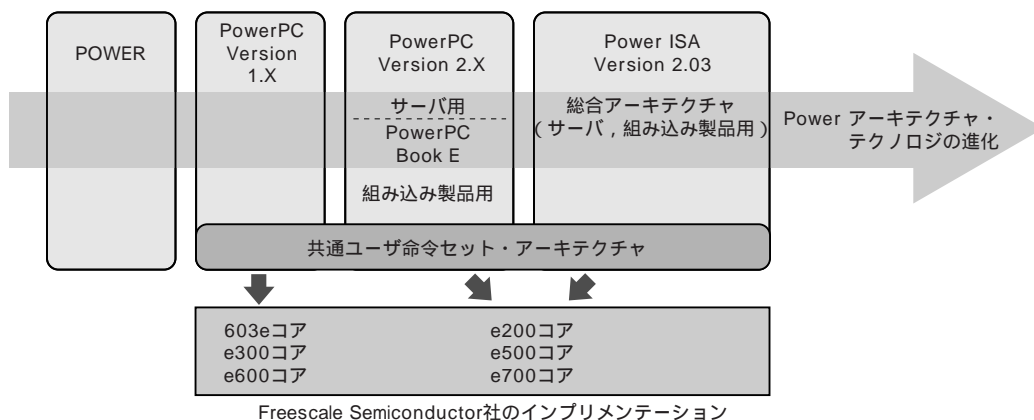 POWER
PowerPC
Version
1.X
PowerPC
Version 2.X
サーバ用
PowerPC
Book E
組み込み製品用
Power ISA
Version 2.03
総合アーキテクチャ
（サーバ，組み込み製品用）
Power アーキテクチャ・
テクノロジの進化
共通ユーザ命令セット・アーキテクチャ
603eコア
e300コア
e600コア
e200コア
e500コア
e700コア
Freescale Semiconductor社のインプリメンテーション